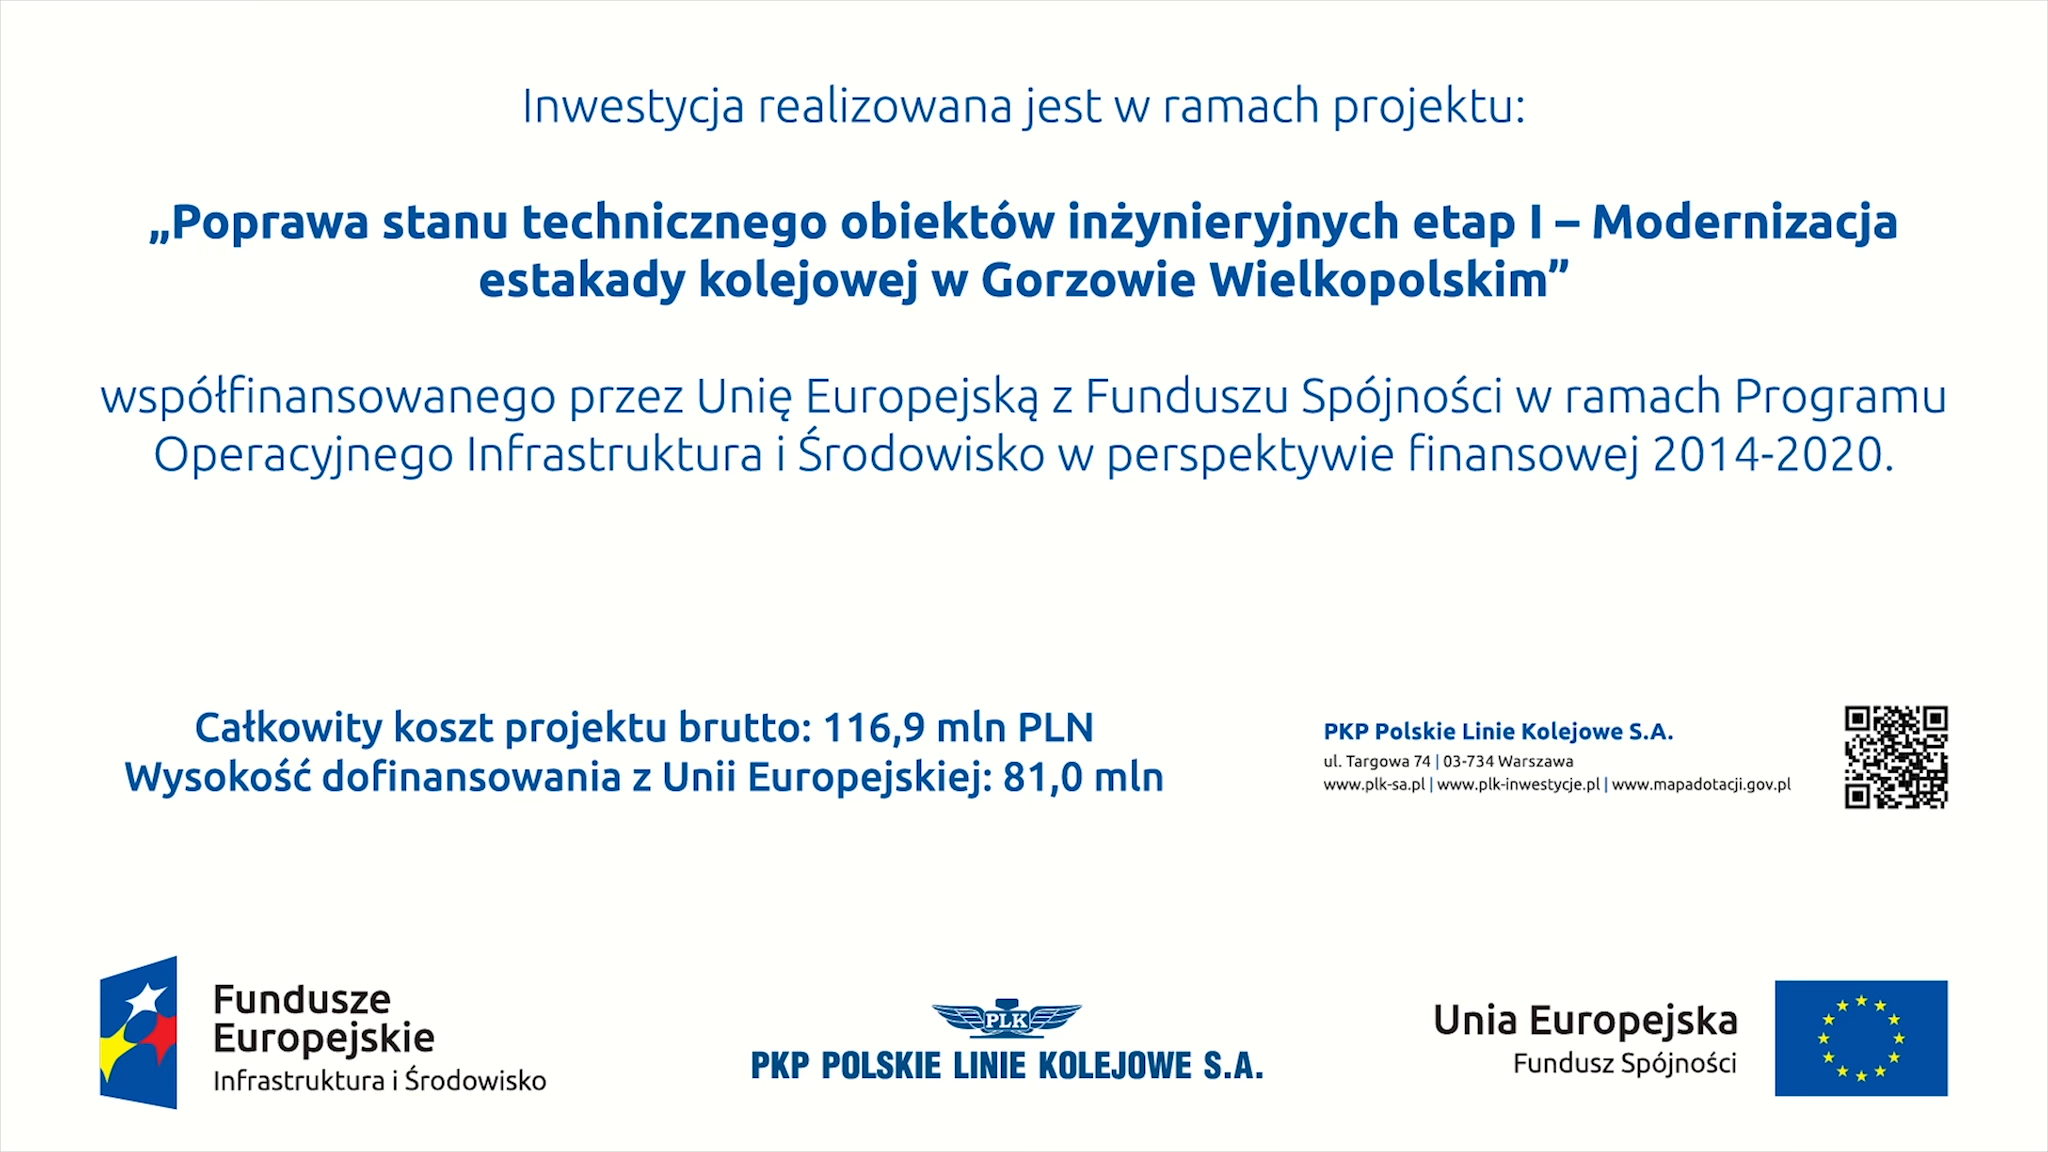 Inwestycja realizowana jest w ramach projektu:
„Poprawa stanu technicznego obiektów inżynieryjnych etap I – Modernizacja
estakady kolejowej w Gorzowie Wielkopolskim”
współfinansowanego przez Unię Europejską z Funduszu Spójności w ramach Programu
Operacyjnego Infrastruktura i Środowisko w perspektywie finansowej 2014-2020.
Całkowity koszt projektu brutto: 116,9 mln PLN
Wysokość dofinansowania z Unii Europejskiej: 81,0 mln
PKP Polskie Linie Kolejowe S.A.
ul. Targowa 74 | 03-734 Warszawa
www.plk-sa.pl | www.plk-inwestycje.pl | www.mapadotacji.gov.pl
Fundusze
Europejskie
Infrastruktura i Środowisko
PLK
PKP POLSKIE LINIE KOLEJOWE S.A.
Unia Europejska
Fundusz Spójności